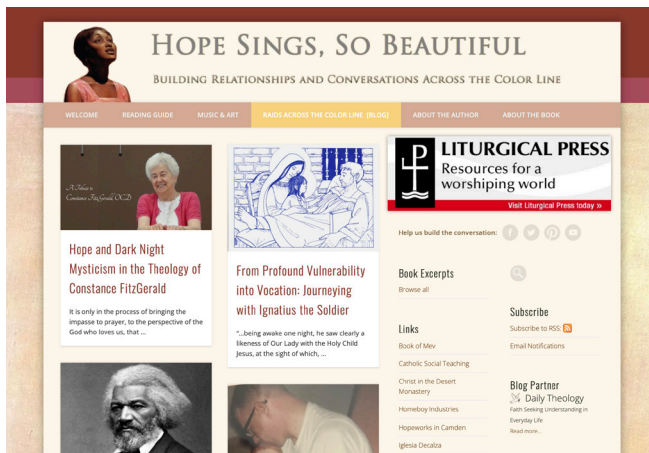 HOPE SINGS, SO BEAUTIFUL
BUILDING RELATIONSHIPS AND CONVERSATIONS ACROSS THE COLOR LINE
WELCOME
READING GUIDE
MUSIC & ART
RAIDS ACROSS THE COLOR LINE [BLOG]
ABOUT THE AUTHOR
ABOUT THE BOOK
A Tribute to
Constance FitzGerald, OCD
Hope and Dark Night
Mysticism in the Theology of
Constance FitzGerald
It is only in the process of bringing the
impasse to prayer, to the perspective of the
God who loves us, that ...
From Profound Vulnerability
into Vocation: Journeying
with Ignatius the Soldier
"...being awake one night, he saw clearly a
likeness of Our Lady with the Holy Child
Jesus, at the sight of which, ...
LITURGICAL PRESS
Resources for a
worshiping world
Visit Liturgical Press today »
Help us build the conversation:
Book Excerpts
Browse all
Links
Book of Mev
Catholic Social Teaching
Christ in the Desert
Monastery
Homeboy Industries
Hopeworks in Camden
Iglesia Decalza
Subscribe
Subscribe to RSS:
Email Notifications
Blog Partner
Daily Theology
Faith Seeking Understanding in
Everyday Life
Read more...